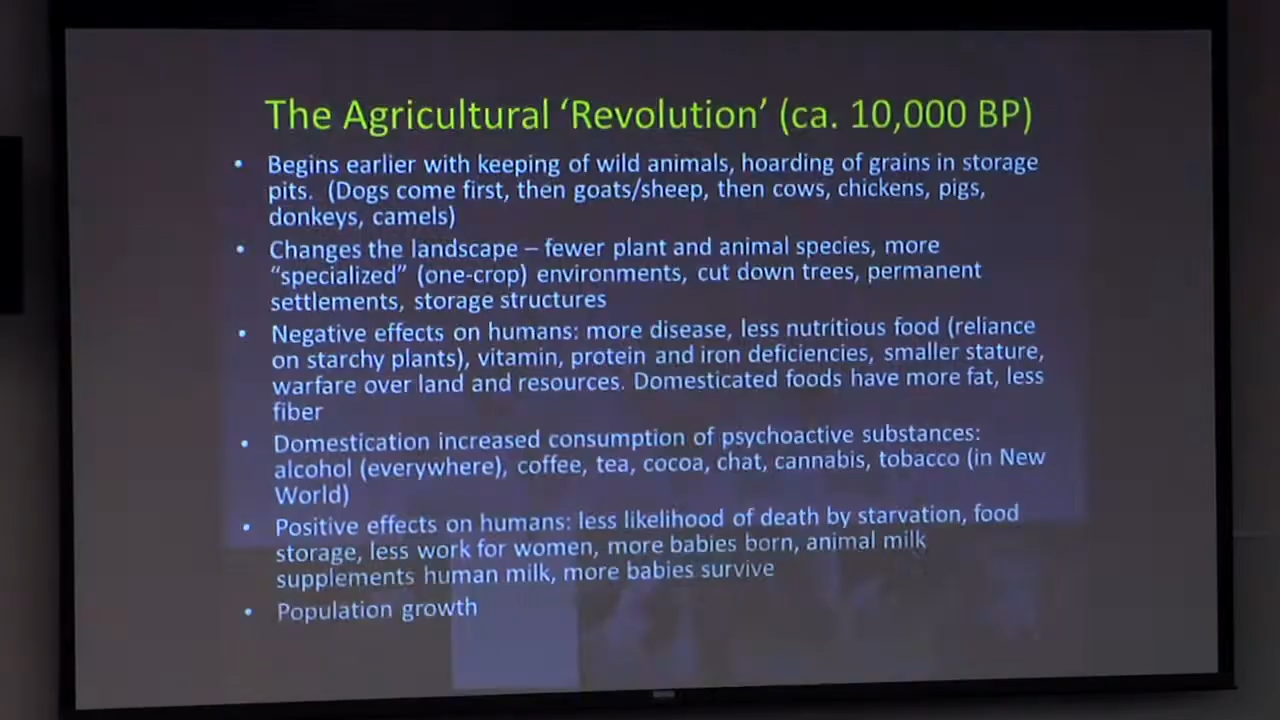 The Agricultural ‘Revolution’ (ca. 10,000 BP)
• Begins earlier with keeping of wild animals, hoarding of grains in storage
pits. (Dogs come first, then goats/sheep, then cows, chickens, pigs,
donkeys, camels)
• Changes the landscape – fewer plant and animal species, more
“specialized” (one-crop) environments, cut down trees, permanent
settlements, storage structures
• Negative effects on humans: more disease, less nutritious food (reliance
on starchy plants), vitamin, protein and iron deficiencies, smaller stature,
warfare over land and resources. Domesticated foods have more fat, less
fiber
• Domestication increased consumption of psychoactive substances:
alcohol (everywhere), coffee, tea, cocoa, chat, cannabis, tobacco (in New
World)
• Positive effects on humans: less likelihood of death by starvation, food
storage, less work for women, more babies born, animal milk
supplements human milk, more babies survive
• Population growth